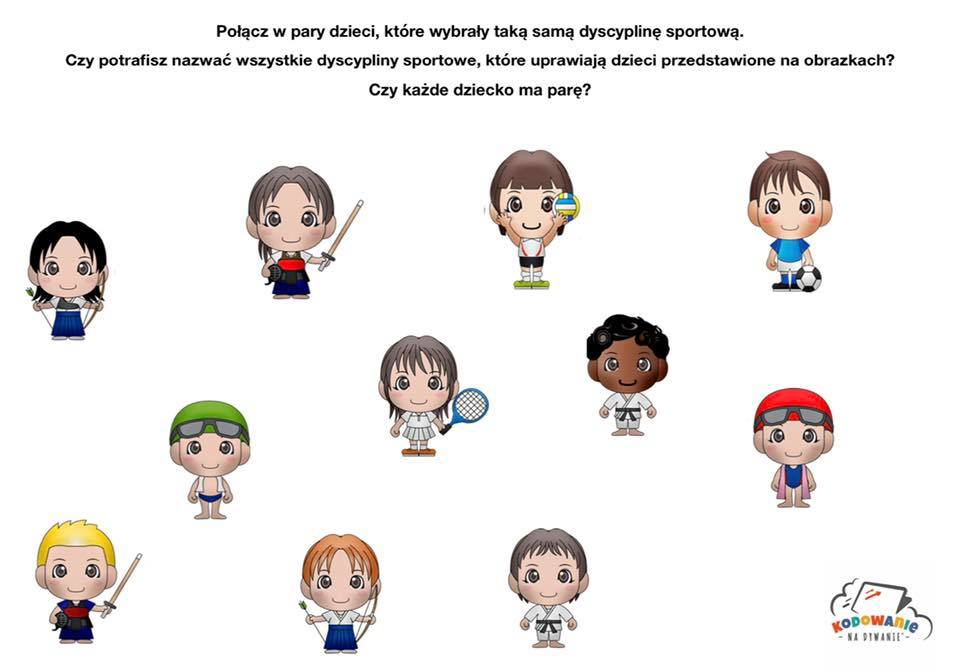 Połącz w pary dzieci, które wybrały taką samą dyscyplinę sportową.
Czy potrafisz nazwać wszystkie dyscypliny sportowe, które uprawiają dzieci przedstawione na obrazkach?
Czy każde dziecko ma parę?
KODOWANIE
- NA DYWANIE -